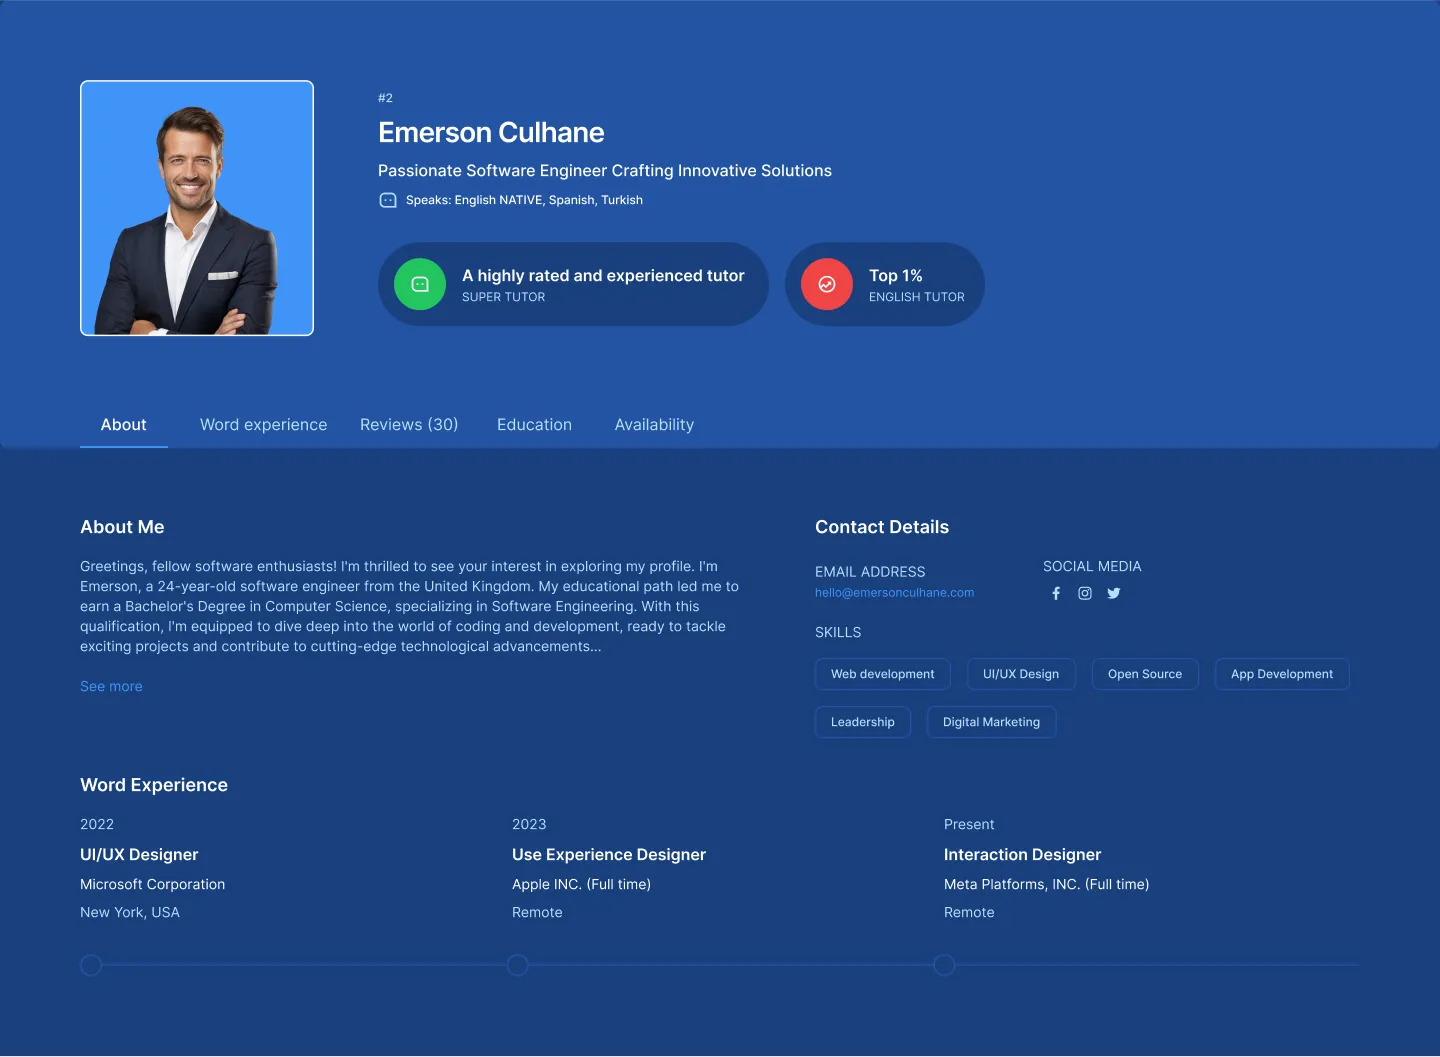 #2
Emerson Culhane
Passionate Software Engineer Crafting Innovative Solutions
Speaks: English NATIVE, Spanish, Turkish
A highly rated and experienced tutor
SUPER TUTOR
Top 1%
ENGLISH TUTOR
About
Word experience
Reviews (30)
Education
Availability
About Me
Greetings, fellow software enthusiasts! I'm thrilled to see your interest in exploring my profile. I'm
Emerson, a 24-year-old software engineer from the United Kingdom. My educational path led me to
earn a Bachelor's Degree in Computer Science, specializing in Software Engineering. With this
qualification, I'm equipped to dive deep into the world of coding and development, ready to tackle
exciting projects and contribute to cutting-edge technological advancements...
See more
Contact Details
EMAIL ADDRESS
hello@emersonculhane.com
SOCIAL MEDIA
SKILLS
Web development
UI/UX Design
Open Source
App Development
Leadership
Digital Marketing
Word Experience
2022
UI/UX Designer
Microsoft Corporation
New York, USA
2023
Use Experience Designer
Apple INC. (Full time)
Remote
Present
Interaction Designer
Meta Platforms, INC. (Full time)
Remote